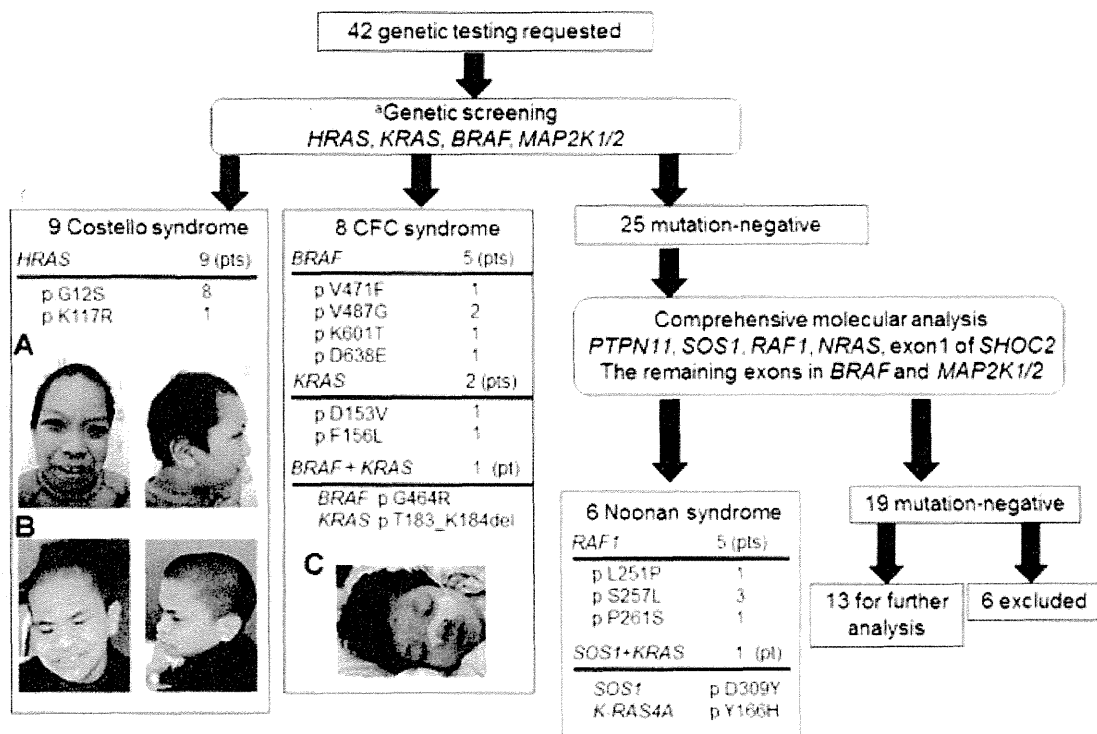 42 genetic testing requested
aGenetic screening
HRAS, KRAS, BRAF, MAP2K1/2
9 Costello syndrome
HRAS 9 (pts)
p G12S 8
p K117R 1
A
B
8 CFC syndrome
BRAF 5 (pts)
p V471F 1
p V487G 2
p K601T 1
p D638E 1
KRAS 2 (pts)
p D153V 1
p F156L 1
BRAF + KRAS 1 (pt)
BRAF p G464R
KRAS p T183_K184del
C
25 mutation-negative
Comprehensive molecular analysis
PTPN11, SOS1, RAF1, NRAS, exon1 of SHOC2
The remaining exons in BRAF and MAP2K1/2
6 Noonan syndrome
RAF1 5 (pts)
p L251P 1
p S257L 3
p P261S 1
SOS1+KRAS 1 (pt)
SOS1 p D309Y
K-RAS4A p Y166H
19 mutation-negative
13 for further
analysis
6 excluded